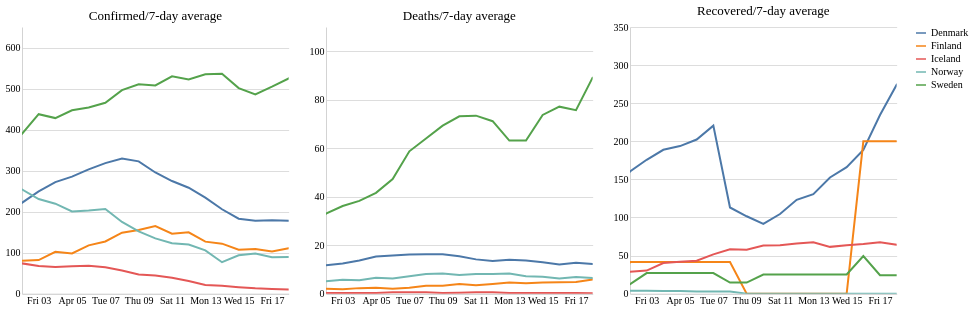 Confirmed/7-day average
600
500
400
300
200
100
0
Fri 03 Apr 05 Tue 07 Thu 09 Sat 11 Mon 13 Wed 15 Fri 17
Deaths/7-day average
100
80
60
40
20
0
Fri 03 Apr 05 Tue 07 Thu 09 Sat 11 Mon 13 Wed 15 Fri 17
Recovered/7-day average
350
300
250
200
150
100
50
0
Fri 03 Apr 05 Tue 07 Thu 09 Sat 11 Mon 13 Wed 15 Fri 17
Denmark
Finland
Iceland
Norway
Sweden